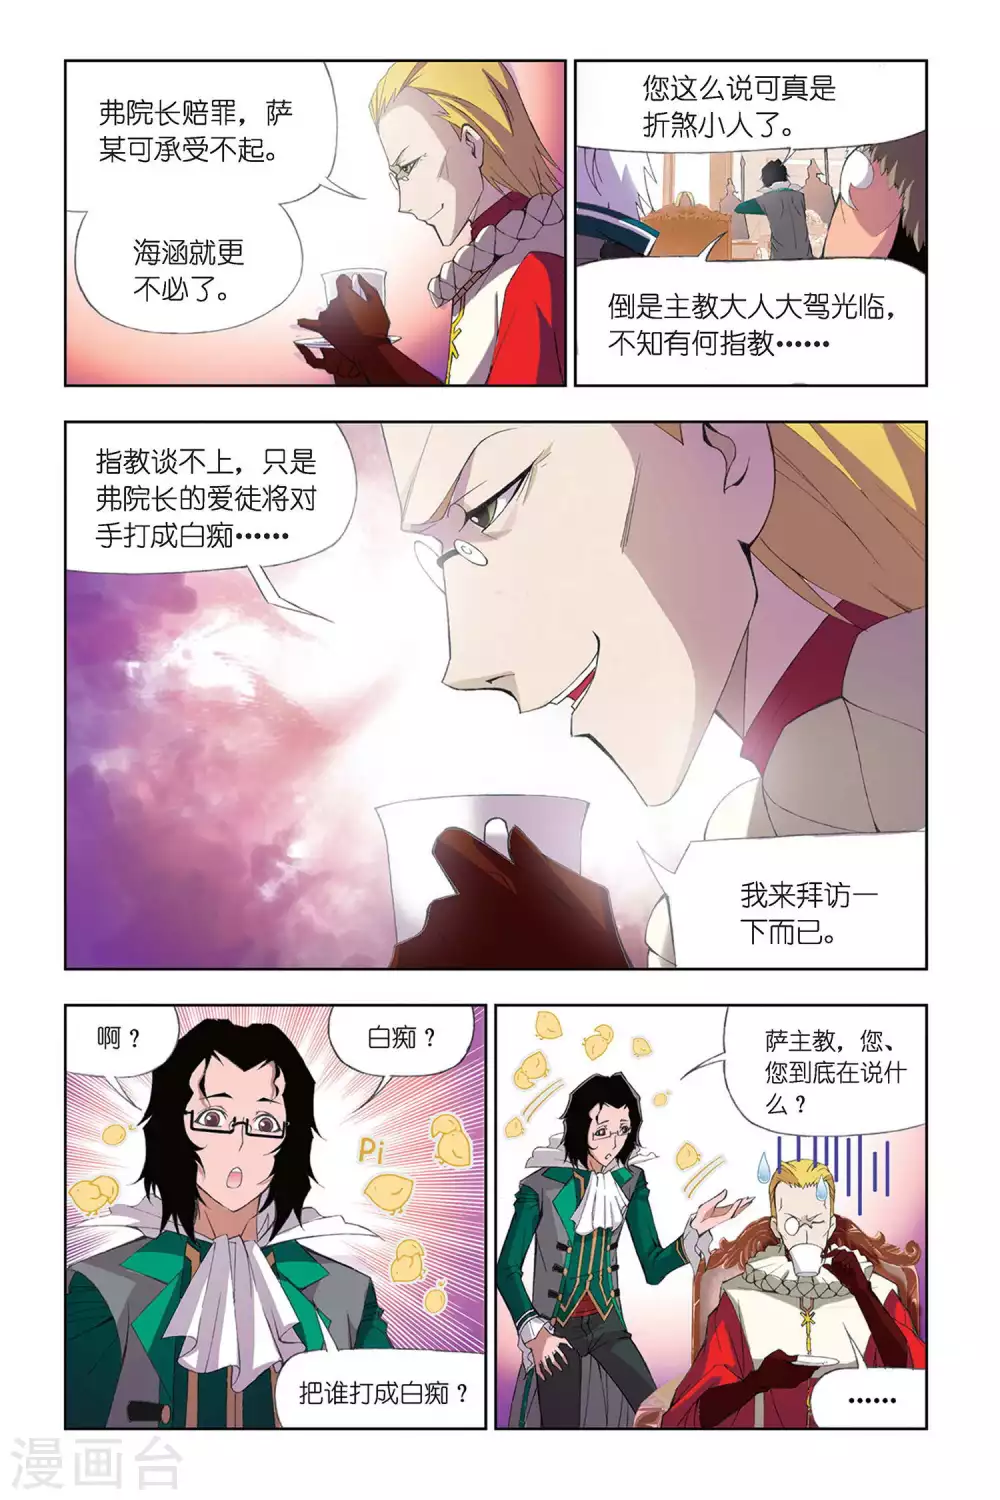 弗院长赔罪，萨
某可承受不起。
海涵就更
不必了。
您这么说可真是
折煞小人了。
倒是主教大人大驾光临，
不知有何指教······
指教谈不上，只是
弗院长的爱徒将对
手打成白痴······
我来拜访一
下而已。
啊？
白痴？
Pi
把谁打成白痴？
萨主教，您、
您到底在说什
么？
······
漫画台